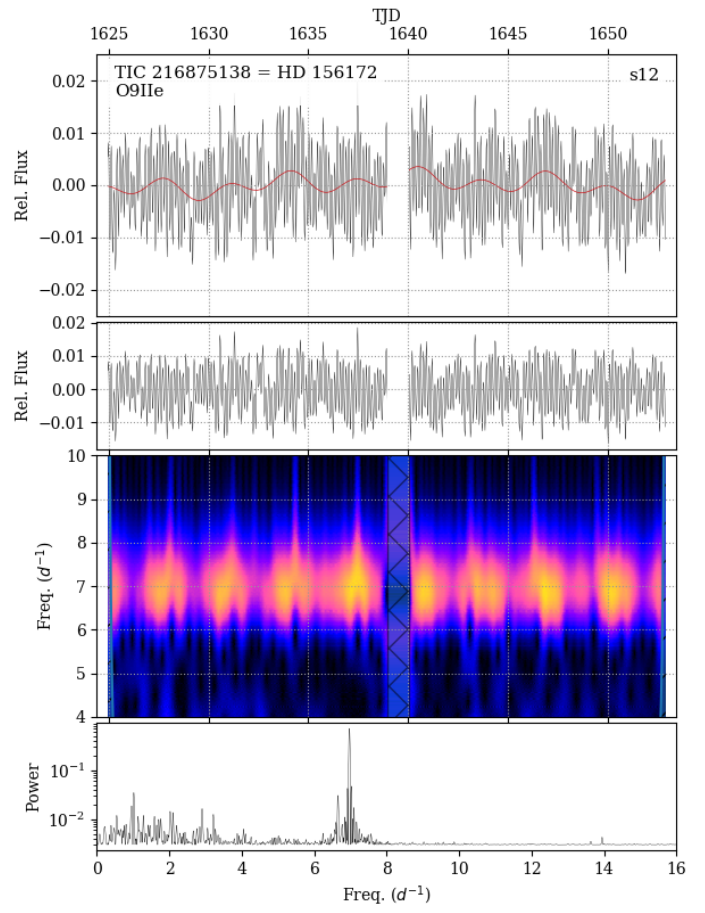 TJD
1625 1630 1635 1640 1645 1650
TIC 216875138 = HD 156172
O9IIe
s12
Rel. Flux
0.02
0.01
0.00
−0.01
−0.02
Rel. Flux
0.02
0.01
0.00
−0.01
Freq. (d⁻¹)
10
9
8
7
6
5
4
Power
10⁻¹
10⁻²
0 2 4 6 8 10 12 14 16
Freq. (d⁻¹)